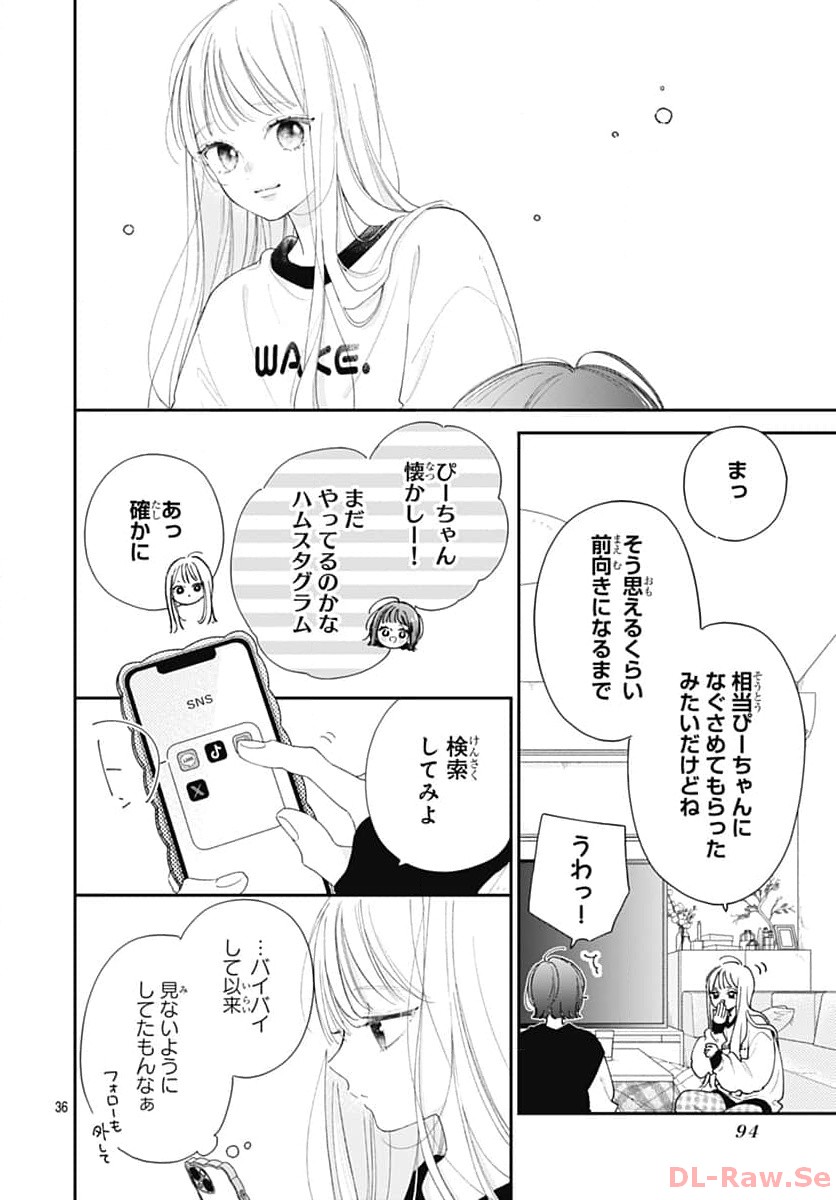 WAKE.
まっ
そう思えるくらい
前向きになるまで
相当ぴーちゃんに
なぐさめてもらった
みたいだけどね
うわっ!
ぴーちゃん
懐かしー!
まだ
やってるのかな
ハムスタグラム
あっ
確かに
検索
してみよ
SNS
LINE
…バイバイ
して以来
見ないように
してたもんなぁ
フォローも
外して
36
94
DL-Raw.Se